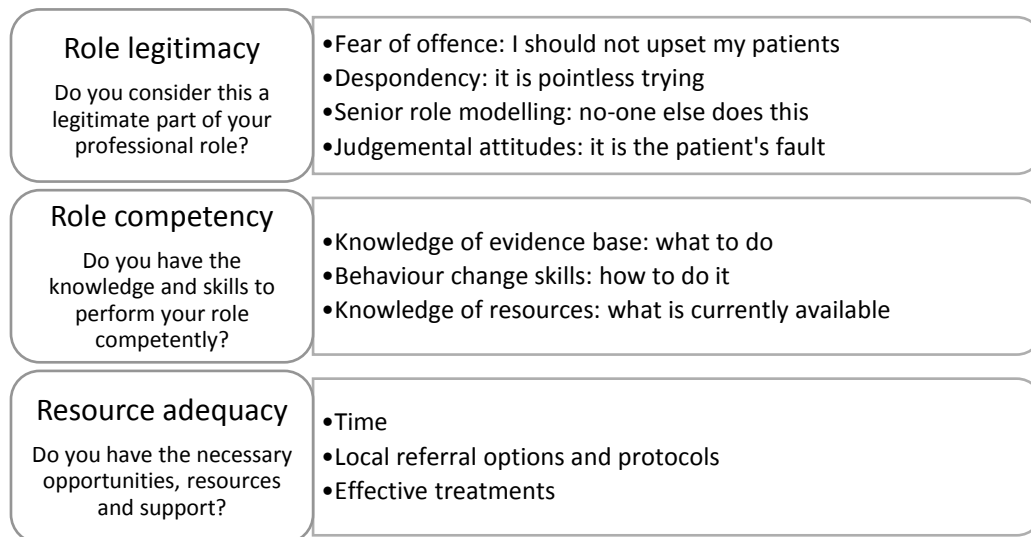 Role legitimacy
Do you consider this a
legitimate part of your
professional role?
•Fear of offence: I should not upset my patients
•Despondency: it is pointless trying
•Senior role modelling: no-one else does this
•Judgemental attitudes: it is the patient's fault
Role competency
Do you have the
knowledge and skills to
perform your role
competently?
•Knowledge of evidence base: what to do
•Behaviour change skills: how to do it
•Knowledge of resources: what is currently available
Resource adequacy
Do you have the necessary
opportunities, resources
and support?
•Time
•Local referral options and protocols
•Effective treatments